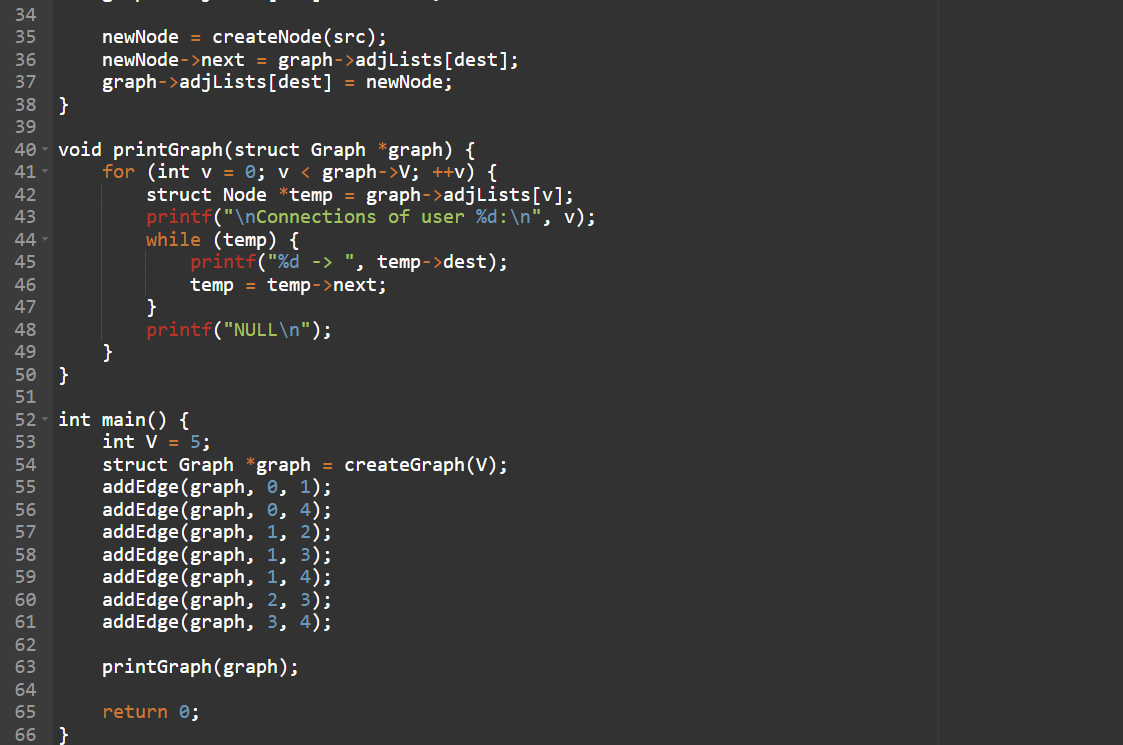 34
35 newNode = createNode(src);
36 newNode->next = graph->adjLists[dest];
37 graph->adjLists[dest] = newNode;
38 }
39
40 void printGraph(struct Graph *graph) {
41 for (int v = 0; v < graph->V; ++v) {
42 struct Node *temp = graph->adjLists[v];
43 printf("\nConnections of user %d:\n", v);
44 while (temp) {
45 printf("%d -> ", temp->dest);
46 temp = temp->next;
47 }
48 printf("NULL\n");
49 }
50 }
51
52 int main() {
53 int V = 5;
54 struct Graph *graph = createGraph(V);
55 addEdge(graph, 0, 1);
56 addEdge(graph, 0, 4);
57 addEdge(graph, 1, 2);
58 addEdge(graph, 1, 3);
59 addEdge(graph, 1, 4);
60 addEdge(graph, 2, 3);
61 addEdge(graph, 3, 4);
62
63 printGraph(graph);
64
65 return 0;
66 }